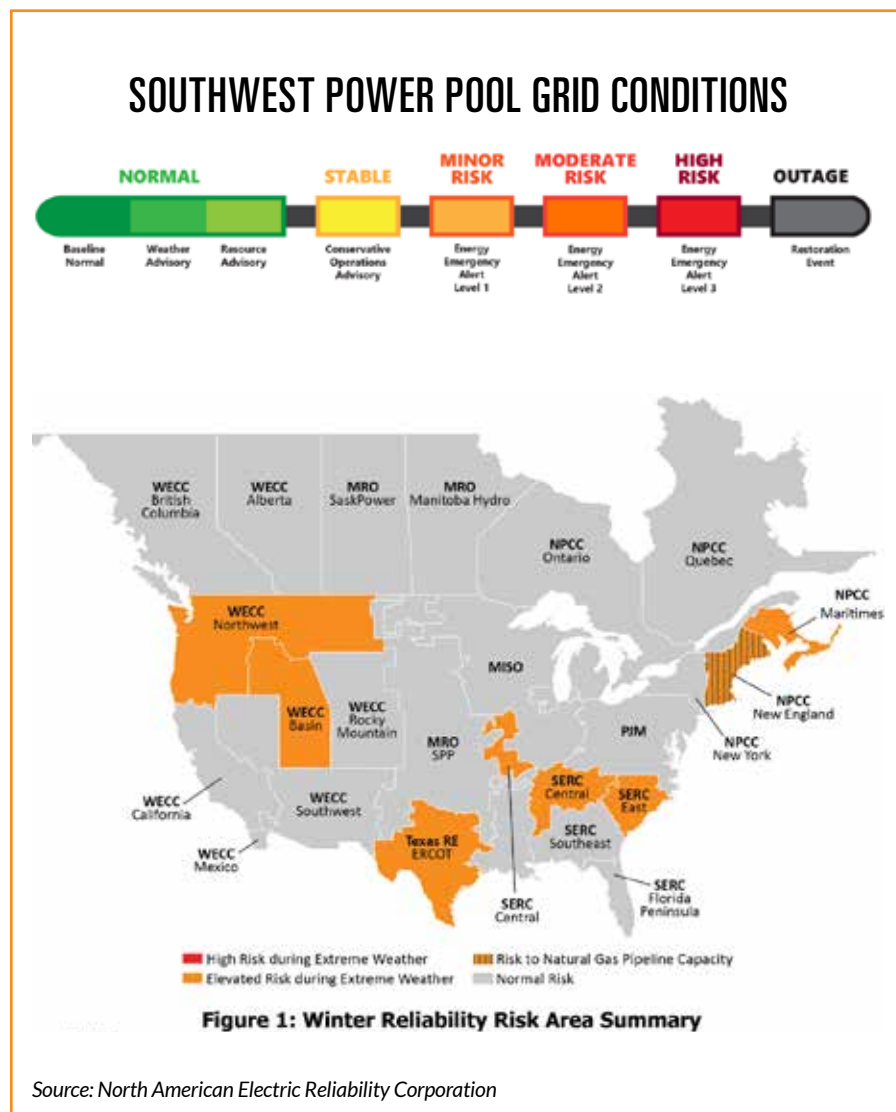 SOUTHWEST POWER POOL GRID CONDITIONS
NORMAL
STABLE
MINOR
RISK
MODERATE
RISK
HIGH
RISK
OUTAGE
Baseline
Normal
Weather
Advisory
Resource
Advisory
Conservative
Operations
Advisory
Energy
Emergency
Alert
Level 1
Energy
Emergency
Alert
Level 2
Energy
Emergency
Alert
Level 3
Restoration
Event
WECC
British
Columbia
WECC
Alberta
MRO
SaskPower
MRO
Manitoba Hydro
NPCC
Ontario
NPCC
Quebec
NPCC
Maritimes
WECC
Northwest
MISO
NPCC
New England
WECC
Basin
WECC
Rocky
Mountain
MRO
SPP
PJM
NPCC
New York
WECC
California
WECC
Southwest
SERC
Central
SERC
East
WECC
Mexico
Texas RE
ERCOT
SERC
Southeast
SERC
Central
SERC
Florida
Peninsula
High Risk during Extreme Weather
Risk to Natural Gas Pipeline Capacity
Elevated Risk during Extreme Weather
Normal Risk
Figure 1: Winter Reliability Risk Area Summary
Source: North American Electric Reliability Corporation